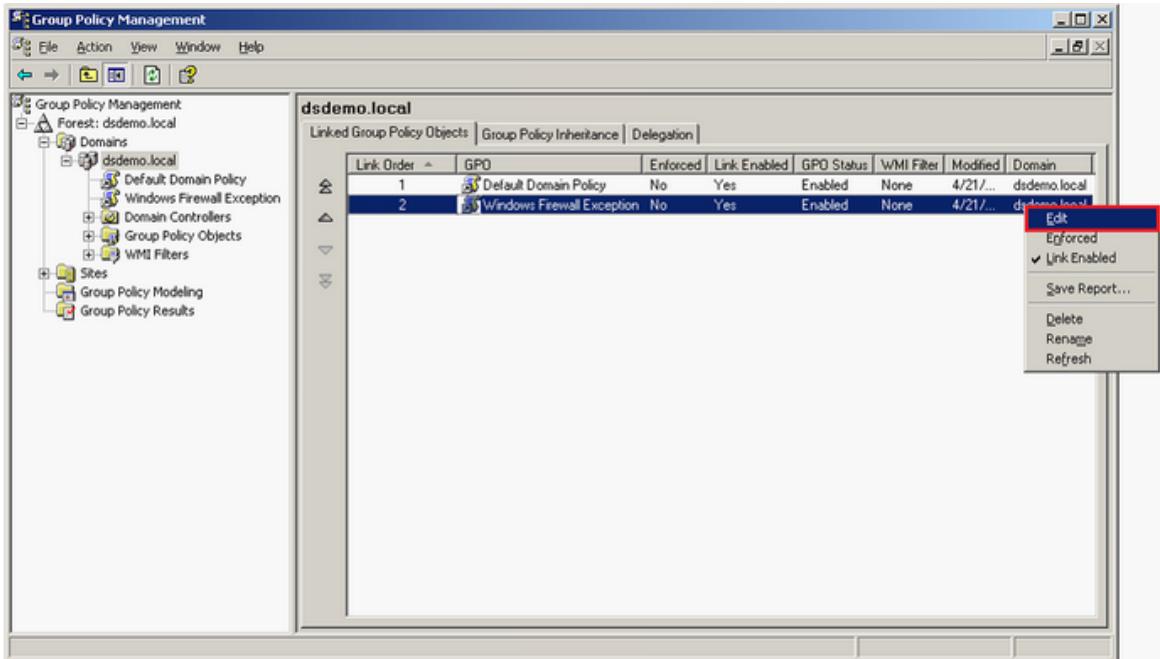 Group Policy Management
File Action View Window Help
Group Policy Management
Forest: dsdemo.local
Domains
dsdemo.local
Default Domain Policy
Windows Firewall Exception
Domain Controllers
Group Policy Objects
WMI Filters
Sites
Group Policy Modeling
Group Policy Results
dsdemo.local
Linked Group Policy Objects Group Policy Inheritance Delegation
Link Order GPO Enforced Link Enabled GPO Status WMI Filter Modified Domain
1 Default Domain Policy No Yes Enabled None 4/21/... dsdemo.local
2 Windows Firewall Exception No Yes Enabled None 4/21/... dsdemo.local
Edit
Enforced
Link Enabled
Save Report...
Delete
Rename
Refresh